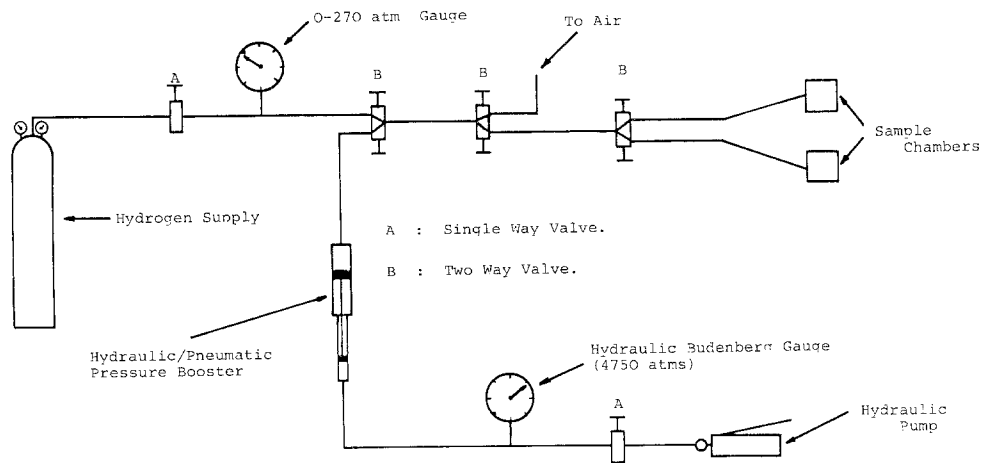 0-270 atm Gauge
To Air
A
B
B
B
Sample
Chambers
Hydrogen Supply
A : Single Way Valve.
B : Two Way Valve.
Hydraulic/Pneumatic
Pressure Booster
Hydraulic Budenberg Gauge
(4750 atms)
A
Hydraulic
Pump